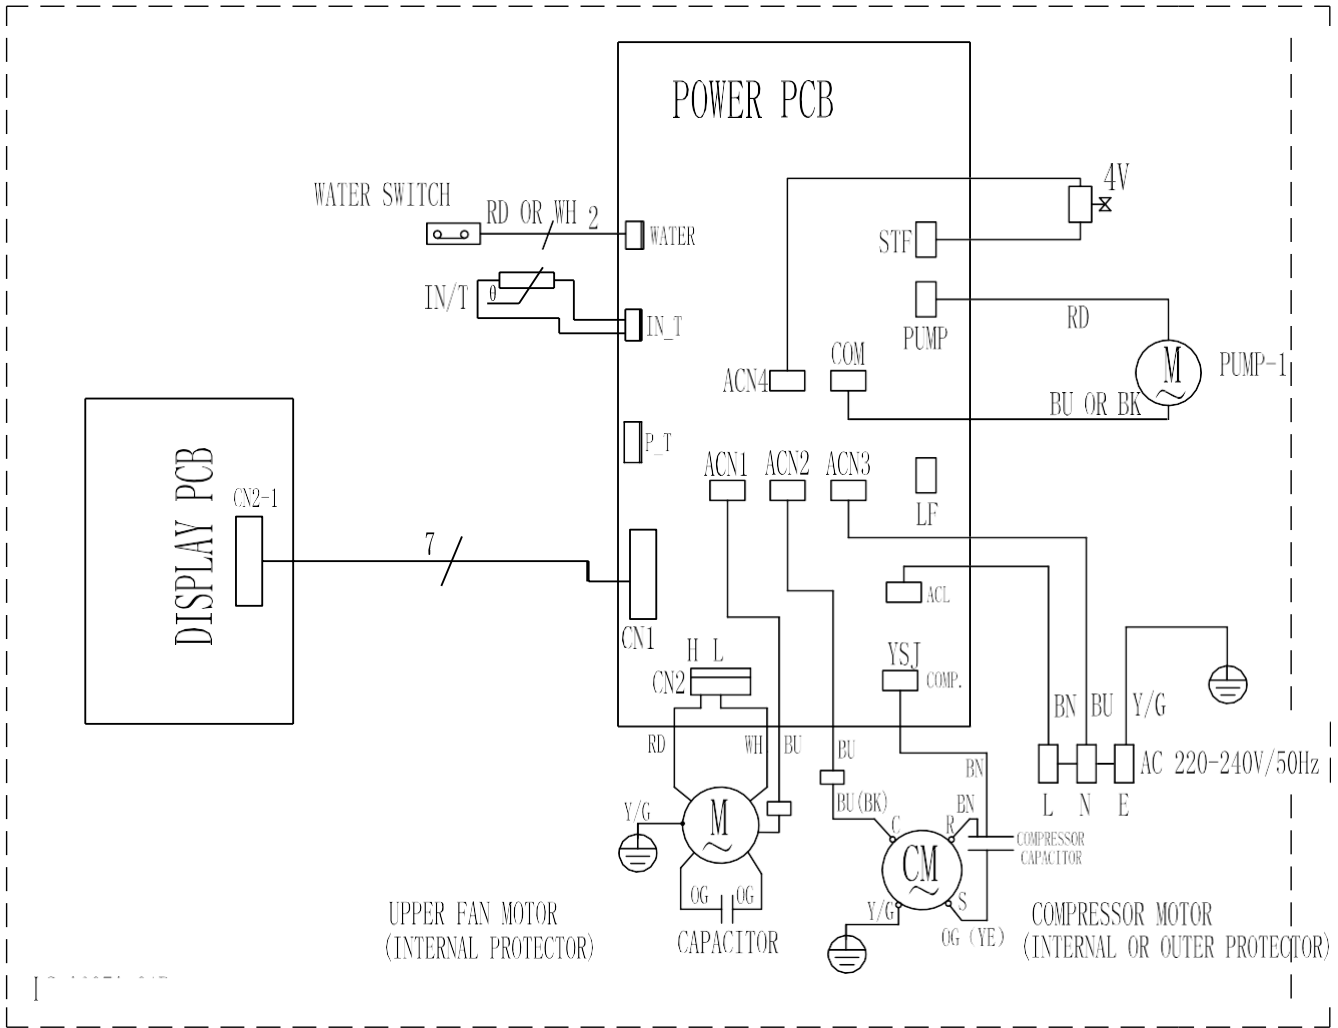 POWER PCB
WATER SWITCH
RD OR WH 2
WATER
4V
STF
IN/T
θ
IN_T
PUMP
RD
ACN4
COM
M
PUMP-1
BU OR BK
P_T
ACN1
ACN2
ACN3
LF
DISPLAY PCB
CN2-1
7
CN1
ACL
H L
CN2
YSJ
COMP.
BN
BU
Y/G
RD
WH
BU
BU
BN
AC 220-240V/50Hz
L N E
Y/G
M
BU(BK)
C
R
BN
COMPRESSOR
CAPACITOR
CM
OG
OG
Y/G
S
OG (YE)
CAPACITOR
UPPER FAN MOTOR
(INTERNAL PROTECTOR)
COMPRESSOR MOTOR
(INTERNAL OR OUTER PROTECTOR)